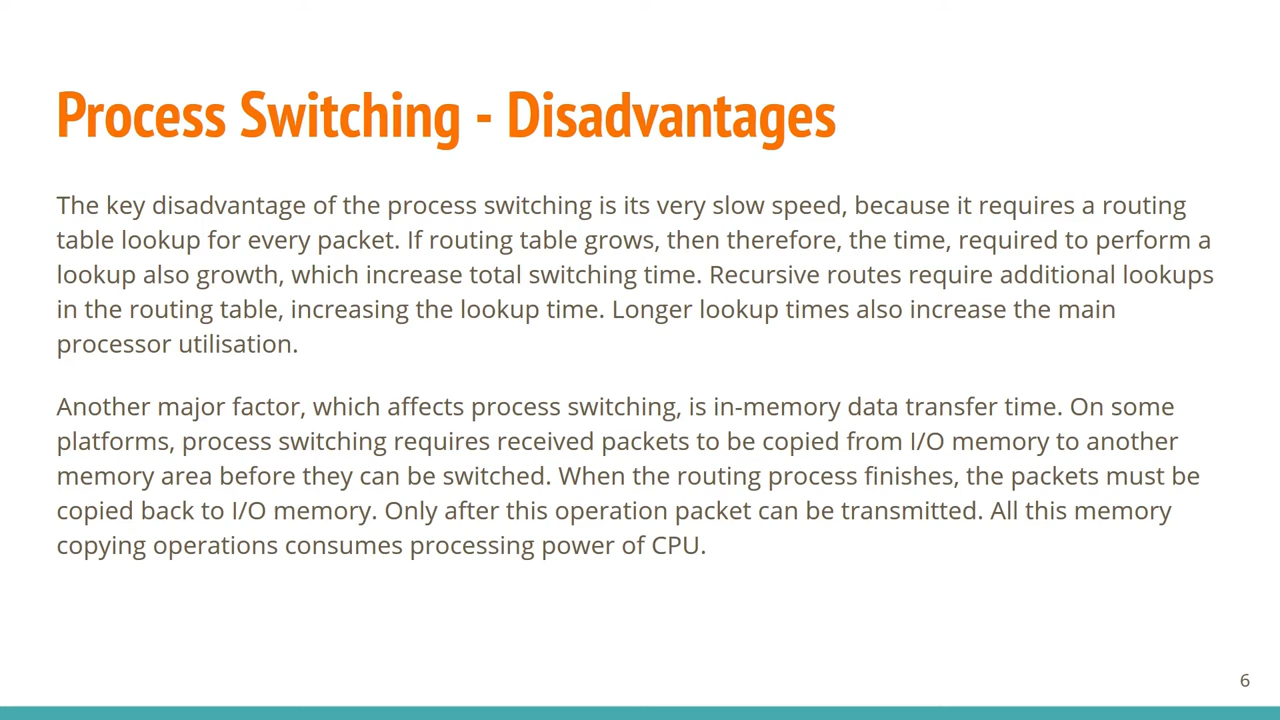 Process Switching - Disadvantages
The key disadvantage of the process switching is its very slow speed, because it requires a routing
table lookup for every packet. If routing table grows, then therefore, the time, required to perform a
lookup also growth, which increase total switching time. Recursive routes require additional lookups
in the routing table, increasing the lookup time. Longer lookup times also increase the main
processor utilisation.
Another major factor, which affects process switching, is in-memory data transfer time. On some
platforms, process switching requires received packets to be copied from I/O memory to another
memory area before they can be switched. When the routing process finishes, the packets must be
copied back to I/O memory. Only after this operation packet can be transmitted. All this memory
copying operations consumes processing power of CPU.
6